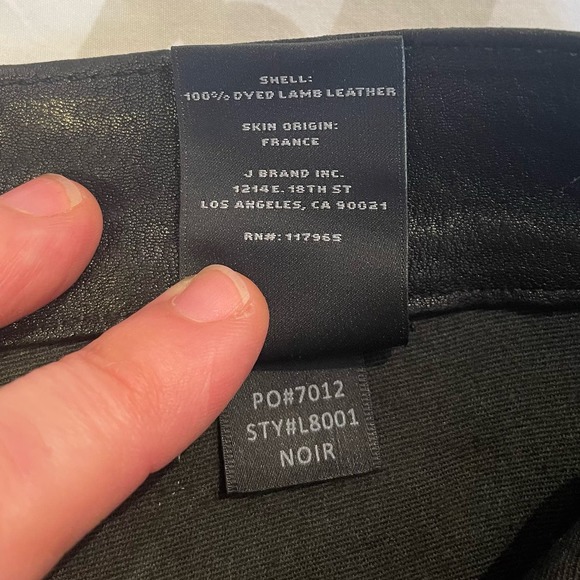 SHELL:
100% DYED LAMB LEATHER
SKIN ORIGIN:
FRANCE
J BRAND INC.
1214E. 18TH ST
LOS ANGELES, CA 90021
RN#: 117965
PO#7012
STY#L8001
NOIR